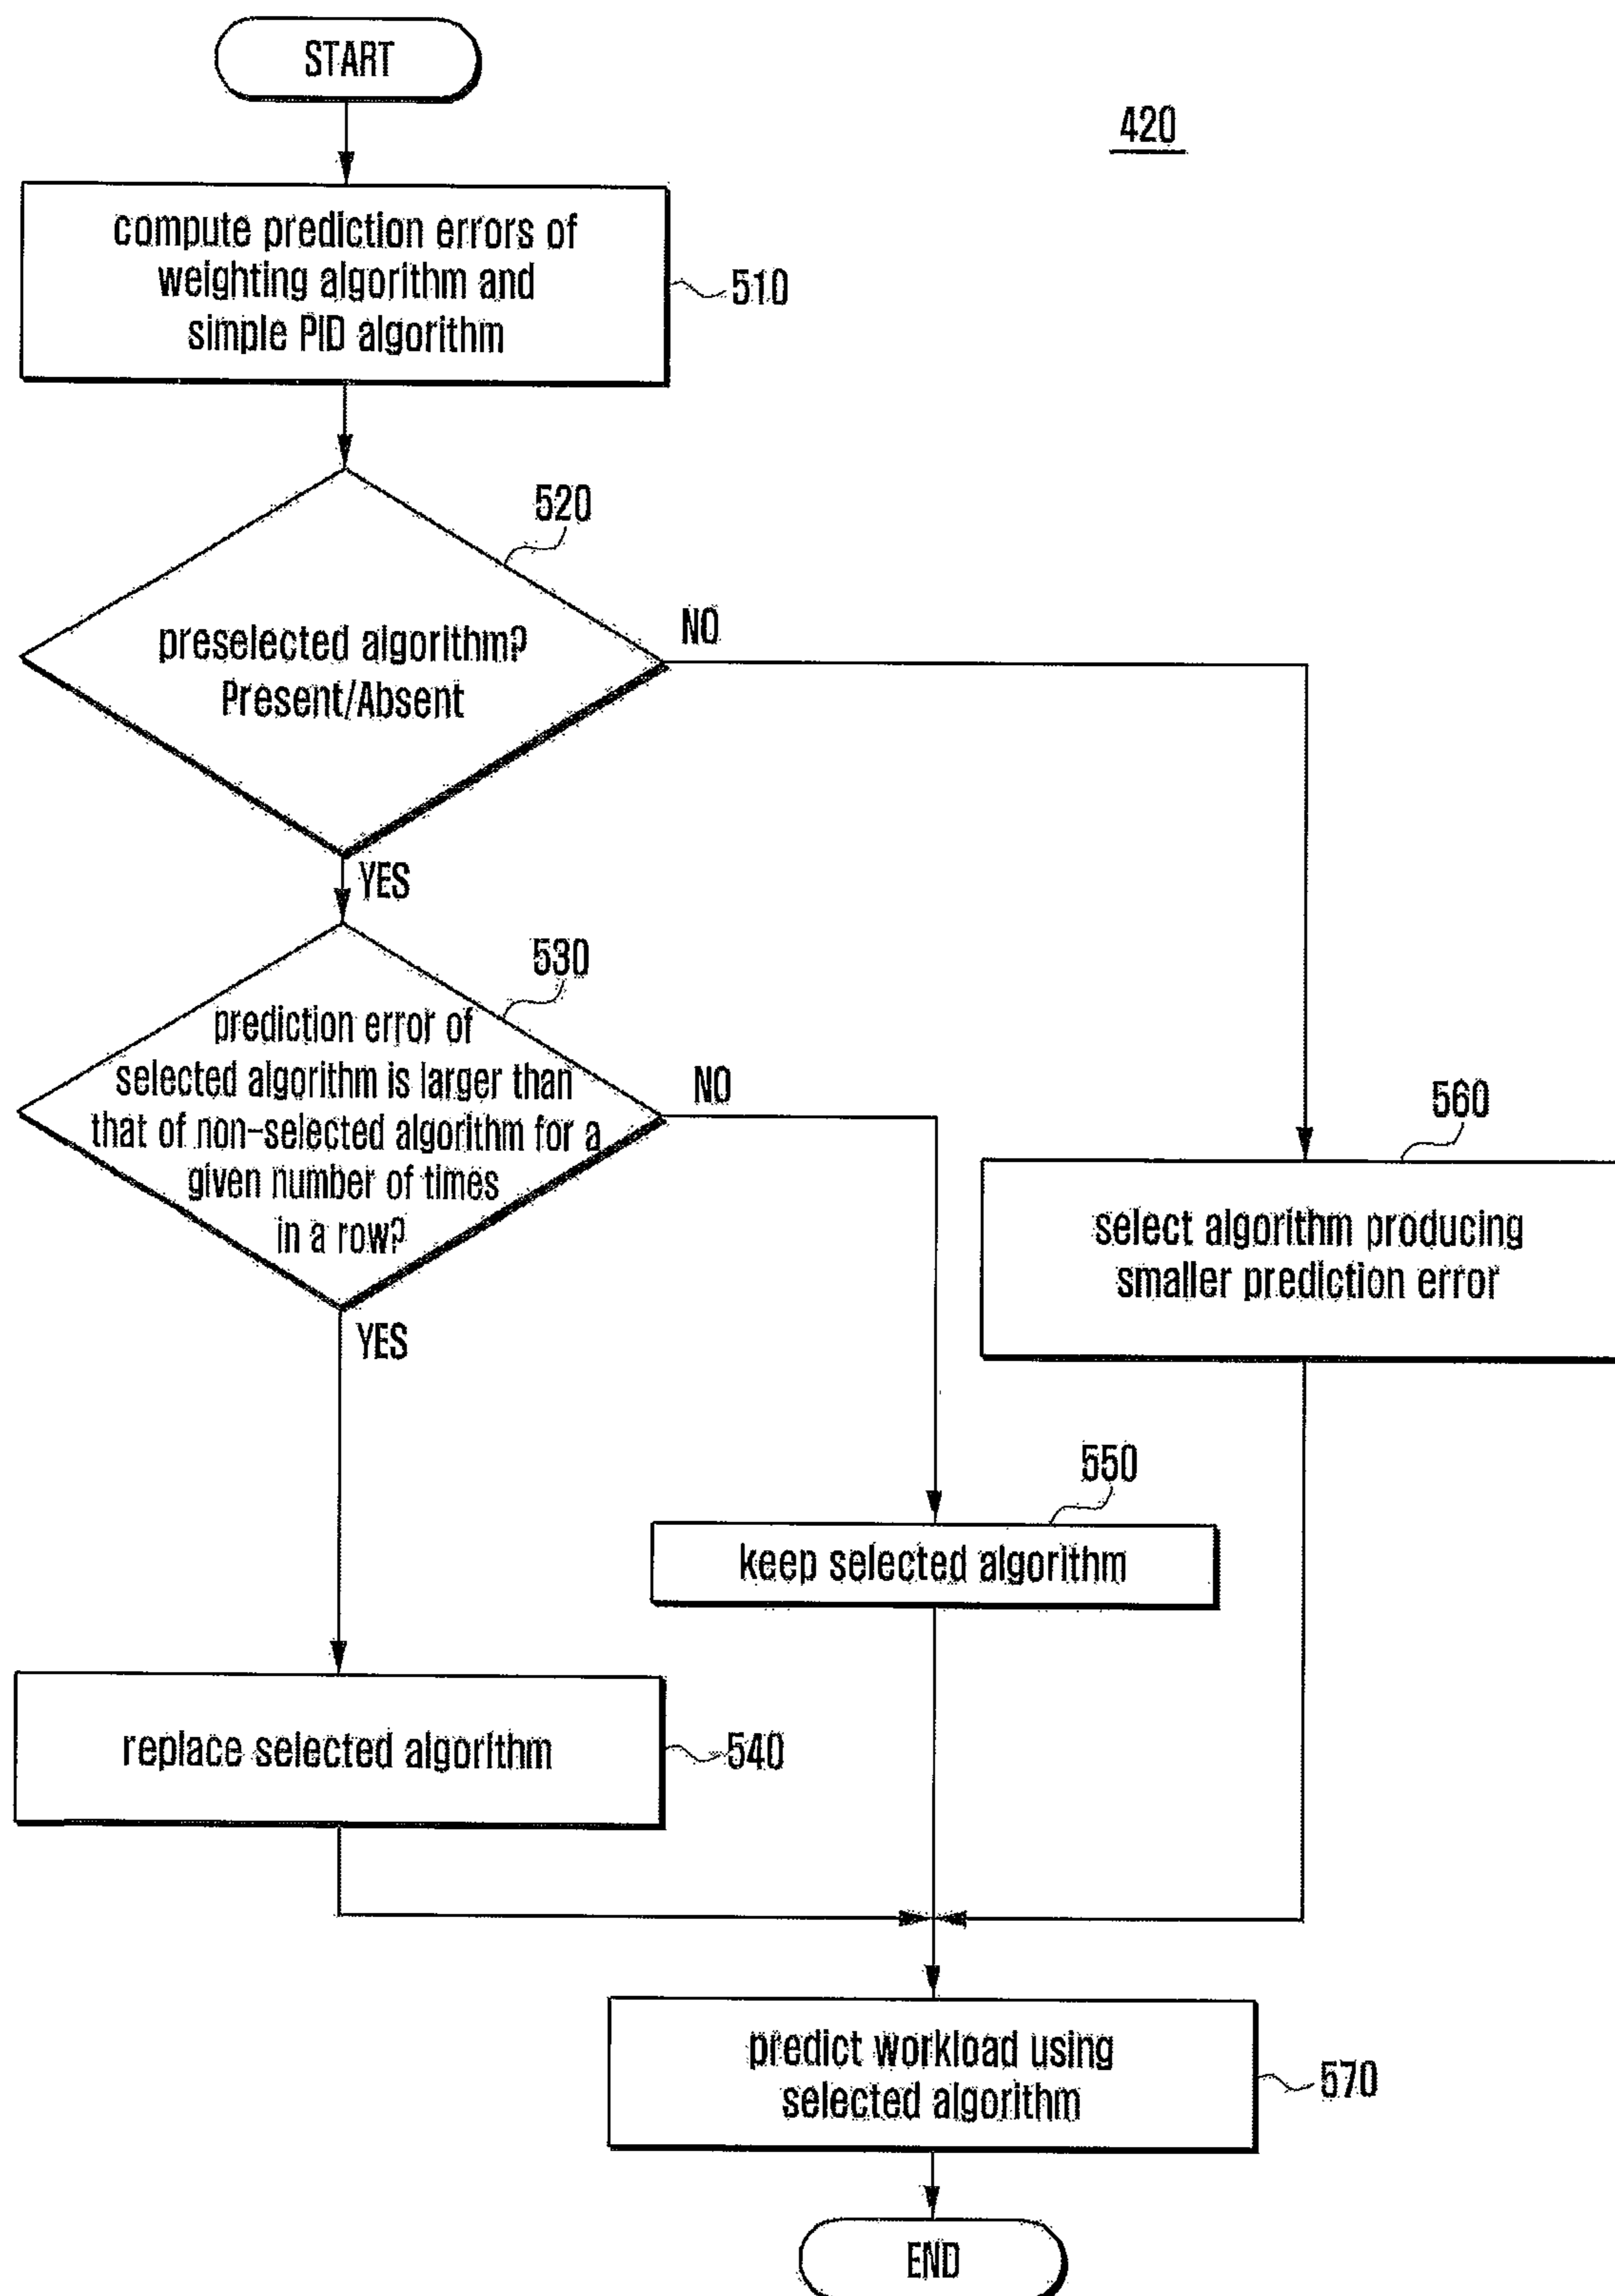 START
420
compute prediction errors of
weighting algorithm and
simple PID algorithm
510
520
preselected algorithm?
Present/Absent
NO
YES
530
prediction error of
selected algorithm is larger than
that of non-selected algorithm for a
given number of times
in a row?
NO
YES
560
select algorithm producing
smaller prediction error
550
keep selected algorithm
replace selected algorithm
540
predict workload using
selected algorithm
570
END